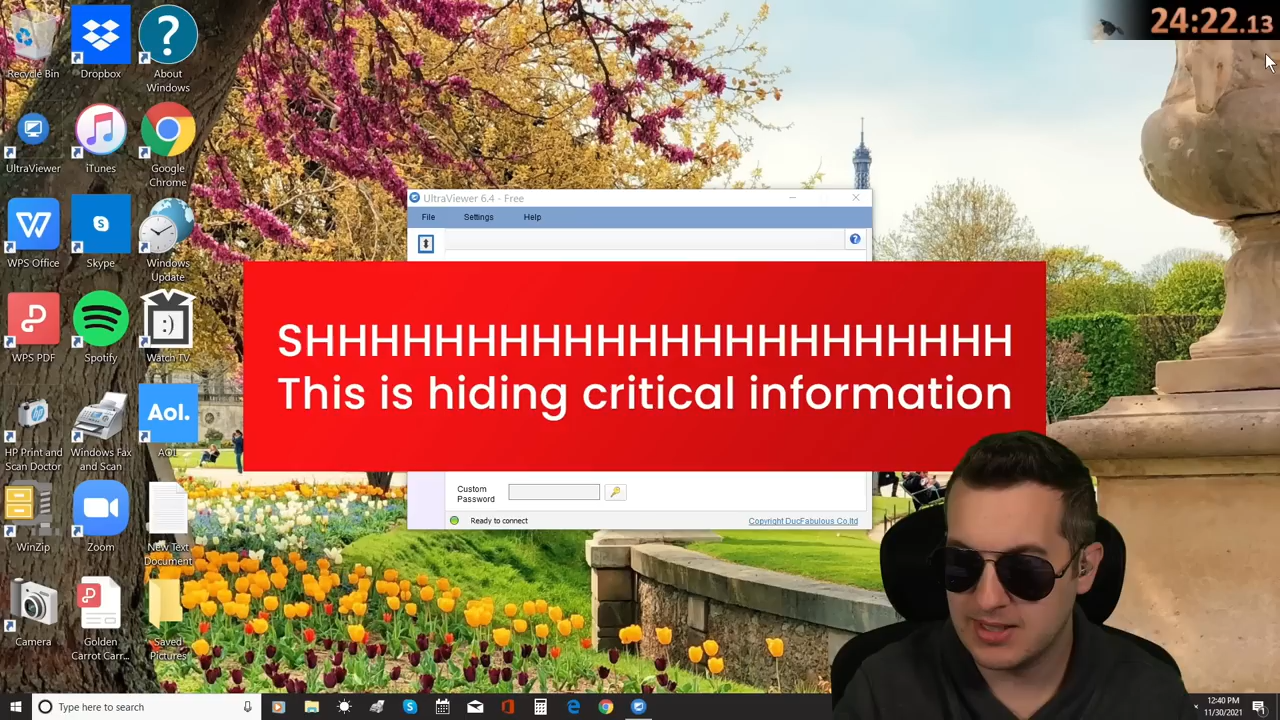 24:22.13
Recycle Bin
Dropbox
About
Windows
UltraViewer
iTunes
Google
Chrome
WPS Office
Skype
Windows
Update
WPS PDF
Spotify
Watch TV
Aol.
HP Print and
Scan Doctor
Windows Fax
and Scan
AOL
WinZip
Zoom
New Text
Document
Camera
Golden
Carrot Carr...
Saved
Pictures
UltraViewer 6.4 - Free
File Settings Help
SHHHHHHHHHHHHHHHHHHHHHH
This is hiding critical information
Custom
Password
Ready to connect
Copyright DucFabulous Co,ltd
Type here to search
12:40 PM
11/30/2021